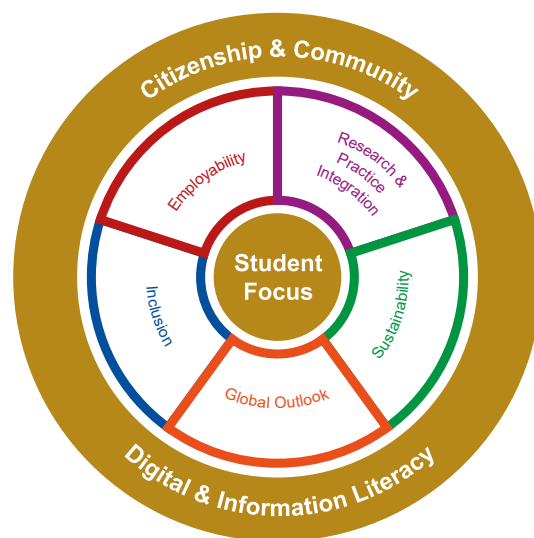 Citizenship & Community
Employability
Research &
Practice
Integration
Student
Focus
Inclusion
Sustainability
Global Outlook
Digital & Information Literacy